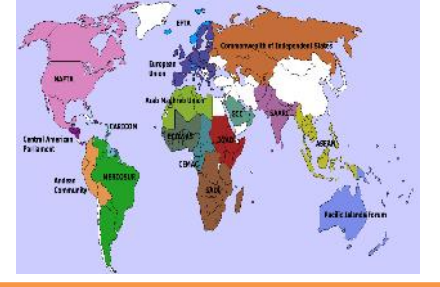 EFTA
Commonwealth of Independent States
European
Union
NAFTA
Arab Maghreb Union
GCC
SAARC
CARICOM
Central American
Parliament
ECOWAS
IGAD
ASEAN
CEMAC
Andean
Community
MERCOSUR
SADC
Pacific Islands Forum